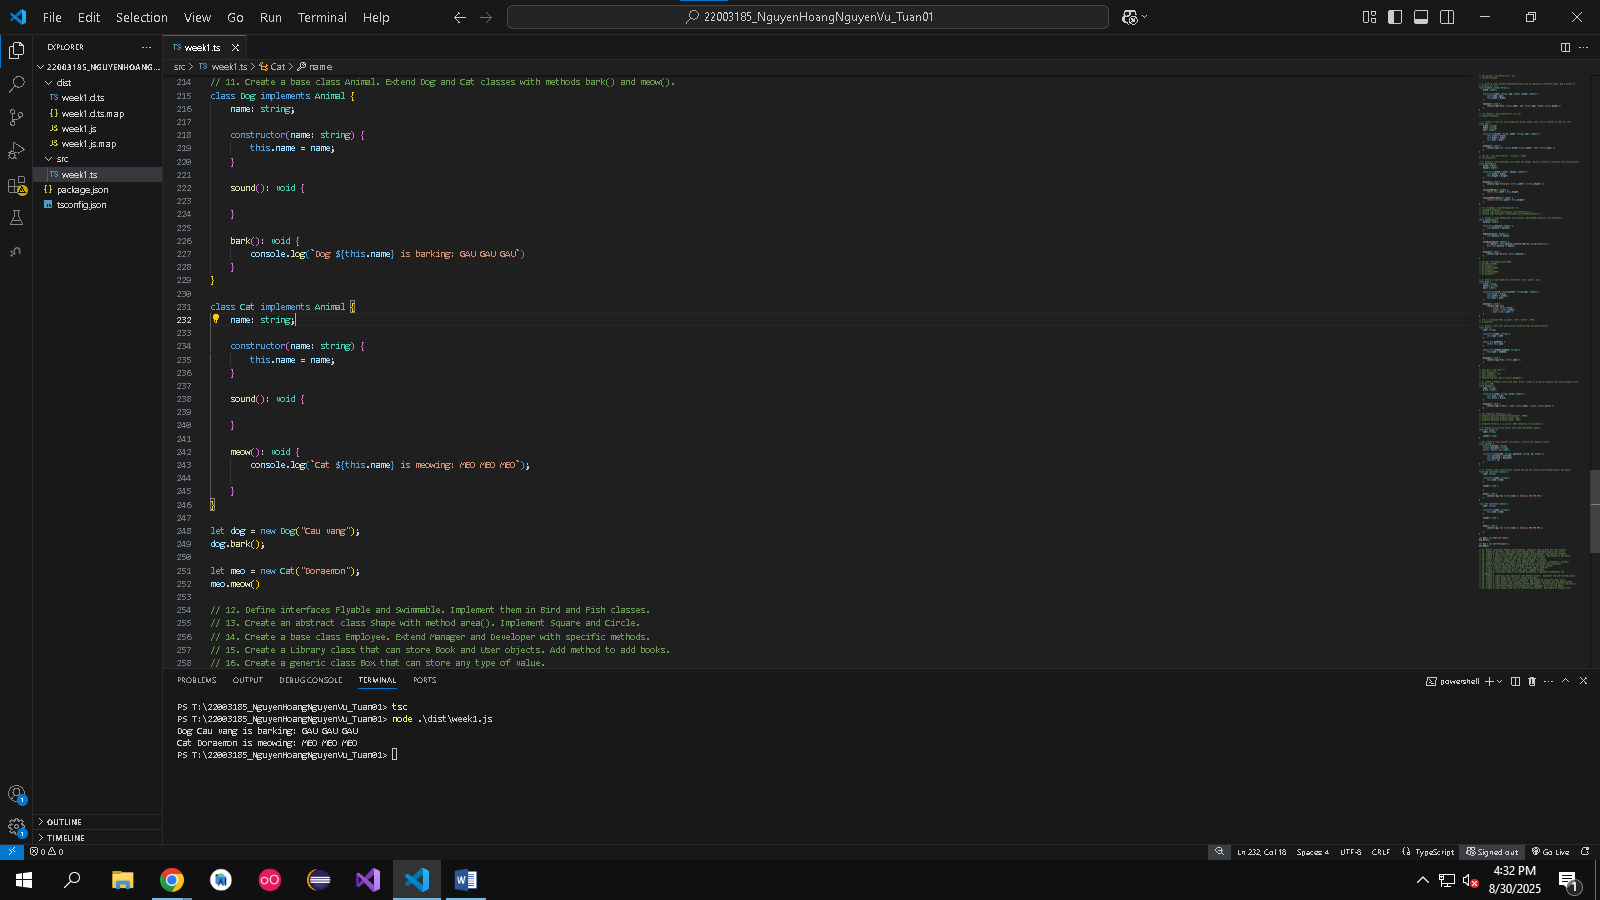 File Edit Selection View Go Run Terminal Help
22003185_NguyenHoangNguyenVu_Tuan01
EXPLORER
22003185_NGUYENHOANG...
dist
TS week1.d.ts
{} week1.d.ts.map
JS week1.js
JS week1.js.map
src
TS week1.ts
{} package.json
tsconfig.json
OUTLINE
TIMELINE
TS week1.ts
src > TS week1.ts > Cat > name
214 // 11. Create a base class Animal. Extend Dog and Cat classes with methods bark() and meow().
215 class Dog implements Animal {
216 name: string;
217
218 constructor(name: string) {
219 this.name = name;
220 }
221
222 sound(): void {
223
224 }
225
226 bark(): void {
227 console.log(`Dog ${this.name} is barking: GAU GAU GAU`)
228 }
229 }
230
231 class Cat implements Animal {
232 name: string;
233
234 constructor(name: string) {
235 this.name = name;
236 }
237
238 sound(): void {
239
240 }
241
242 meow(): void {
243 console.log(`Cat ${this.name} is meowing: MEO MEO MEO`);
244
245 }
246 }
247
248 let dog = new Dog("Cau vang");
249 dog.bark();
250
251 let meo = new Cat("Doraemon");
252 meo.meow()
253
254 // 12. Define interfaces Flyable and Swimmable. Implement them in Bird and Fish classes.
255 // 13. Create an abstract class Shape with method area(). Implement Square and Circle.
256 // 14. Create a base class Employee. Extend Manager and Developer with specific methods.
257 // 15. Create a Library class that can store Book and User objects. Add method to add books.
258 // 16. Create a generic class Box that can store any type of value.
PROBLEMS OUTPUT DEBUG CONSOLE TERMINAL PORTS
powershell
PS T:\22003185_NguyenHoangNguyenVu_Tuan01> tsc
PS T:\22003185_NguyenHoangNguyenVu_Tuan01> node .\dist\week1.js
Dog Cau vang is barking: GAU GAU GAU
Cat Doraemon is meowing: MEO MEO MEO
PS T:\22003185_NguyenHoangNguyenVu_Tuan01>
0 0 Ln 232, Col 18 Spaces: 4 UTF-8 CRLF {} TypeScript Signed out Go Live
4:32 PM
8/30/2025
1